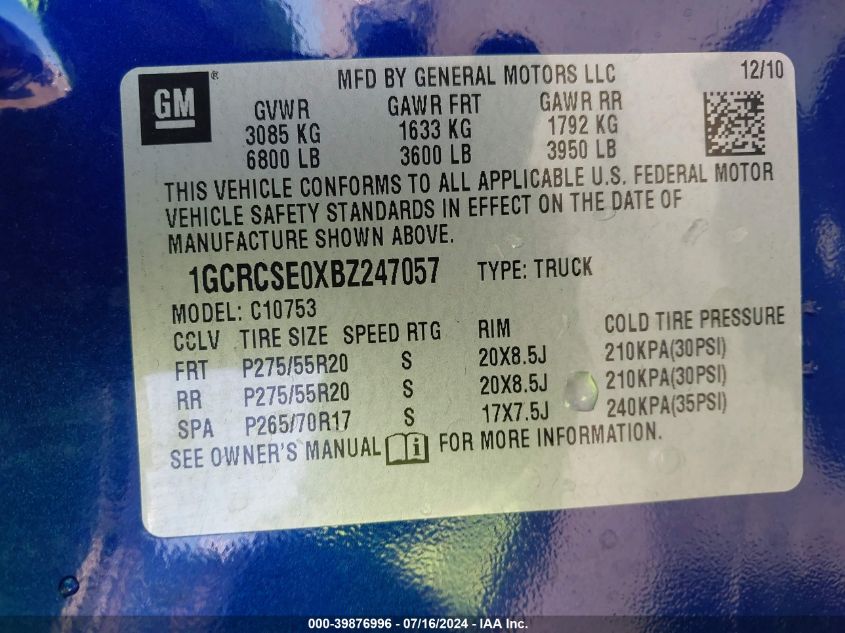 GM ®
MFD BY GENERAL MOTORS LLC 12/10
GVWR GAWR FRT GAWR RR
3085 KG 1633 KG 1792 KG
6800 LB 3600 LB 3950 LB
THIS VEHICLE CONFORMS TO ALL APPLICABLE U.S. FEDERAL MOTOR
VEHICLE SAFETY STANDARDS IN EFFECT ON THE DATE OF
MANUFACTURE SHOWN ABOVE.
1GCRCSE0XBZ247057 TYPE: TRUCK
MODEL: C10753
CCLV TIRE SIZE SPEED RTG RIM COLD TIRE PRESSURE
FRT P275/55R20 S 20X8.5J 210KPA(30PSI)
RR P275/55R20 S 20X8.5J 210KPA(30PSI)
SPA P265/70R17 S 17X7.5J 240KPA(35PSI)
SEE OWNER'S MANUAL i FOR MORE INFORMATION.
000-39876996 - 07/16/2024 - IAA Inc.